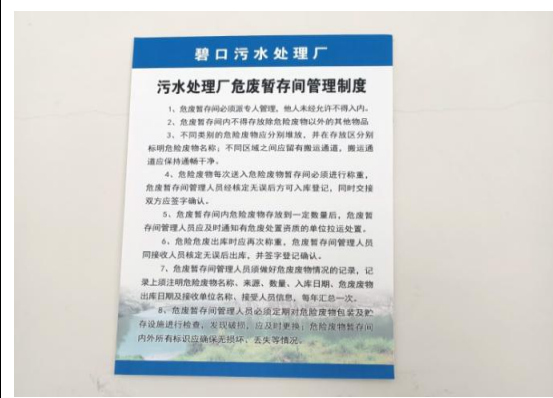 碧口污水处理厂
污水处理厂危废暂存间管理制度
1、危废暂存间必须派专人管理，他人未经允许不得入内。
2、危废暂存间内不得存放除危险废物以外的其他物品
3、不同类别的危险废物应分别堆放，并在存放区分别
标明危险废物名称；不同区域之间应留有搬运通道，搬运通
道应保持通畅干净。
4、危险废物每次送入危险废物暂存间必须进行称重，
危废暂存间管理人员经核定无误后方可入库登记，同时交接
双方应签字确认。
5、危废暂存间内危险废物存放到一定数量后，危废暂
存间管理人员应及时通知有危废处置资质的单位拉运处置。
6、危险危废出库时应再次称重，危废暂存间管理人员
同接收人员核定无误后出库，并签字登记确认。
7、危废暂存间管理人员须做好危废废物情况的记录，记
录上须注明危险废物名称、来源、数量、入库日期、危废废物
出库日期及接收单位名称、接受人员信息，每年汇总一次。
8、危废暂存间管理人员必须定期对危险废物包装及贮
存设施进行检查，发现破损，应及时更换；危险废物暂存间
内外所有标识应确保无损坏、丢失等情况。